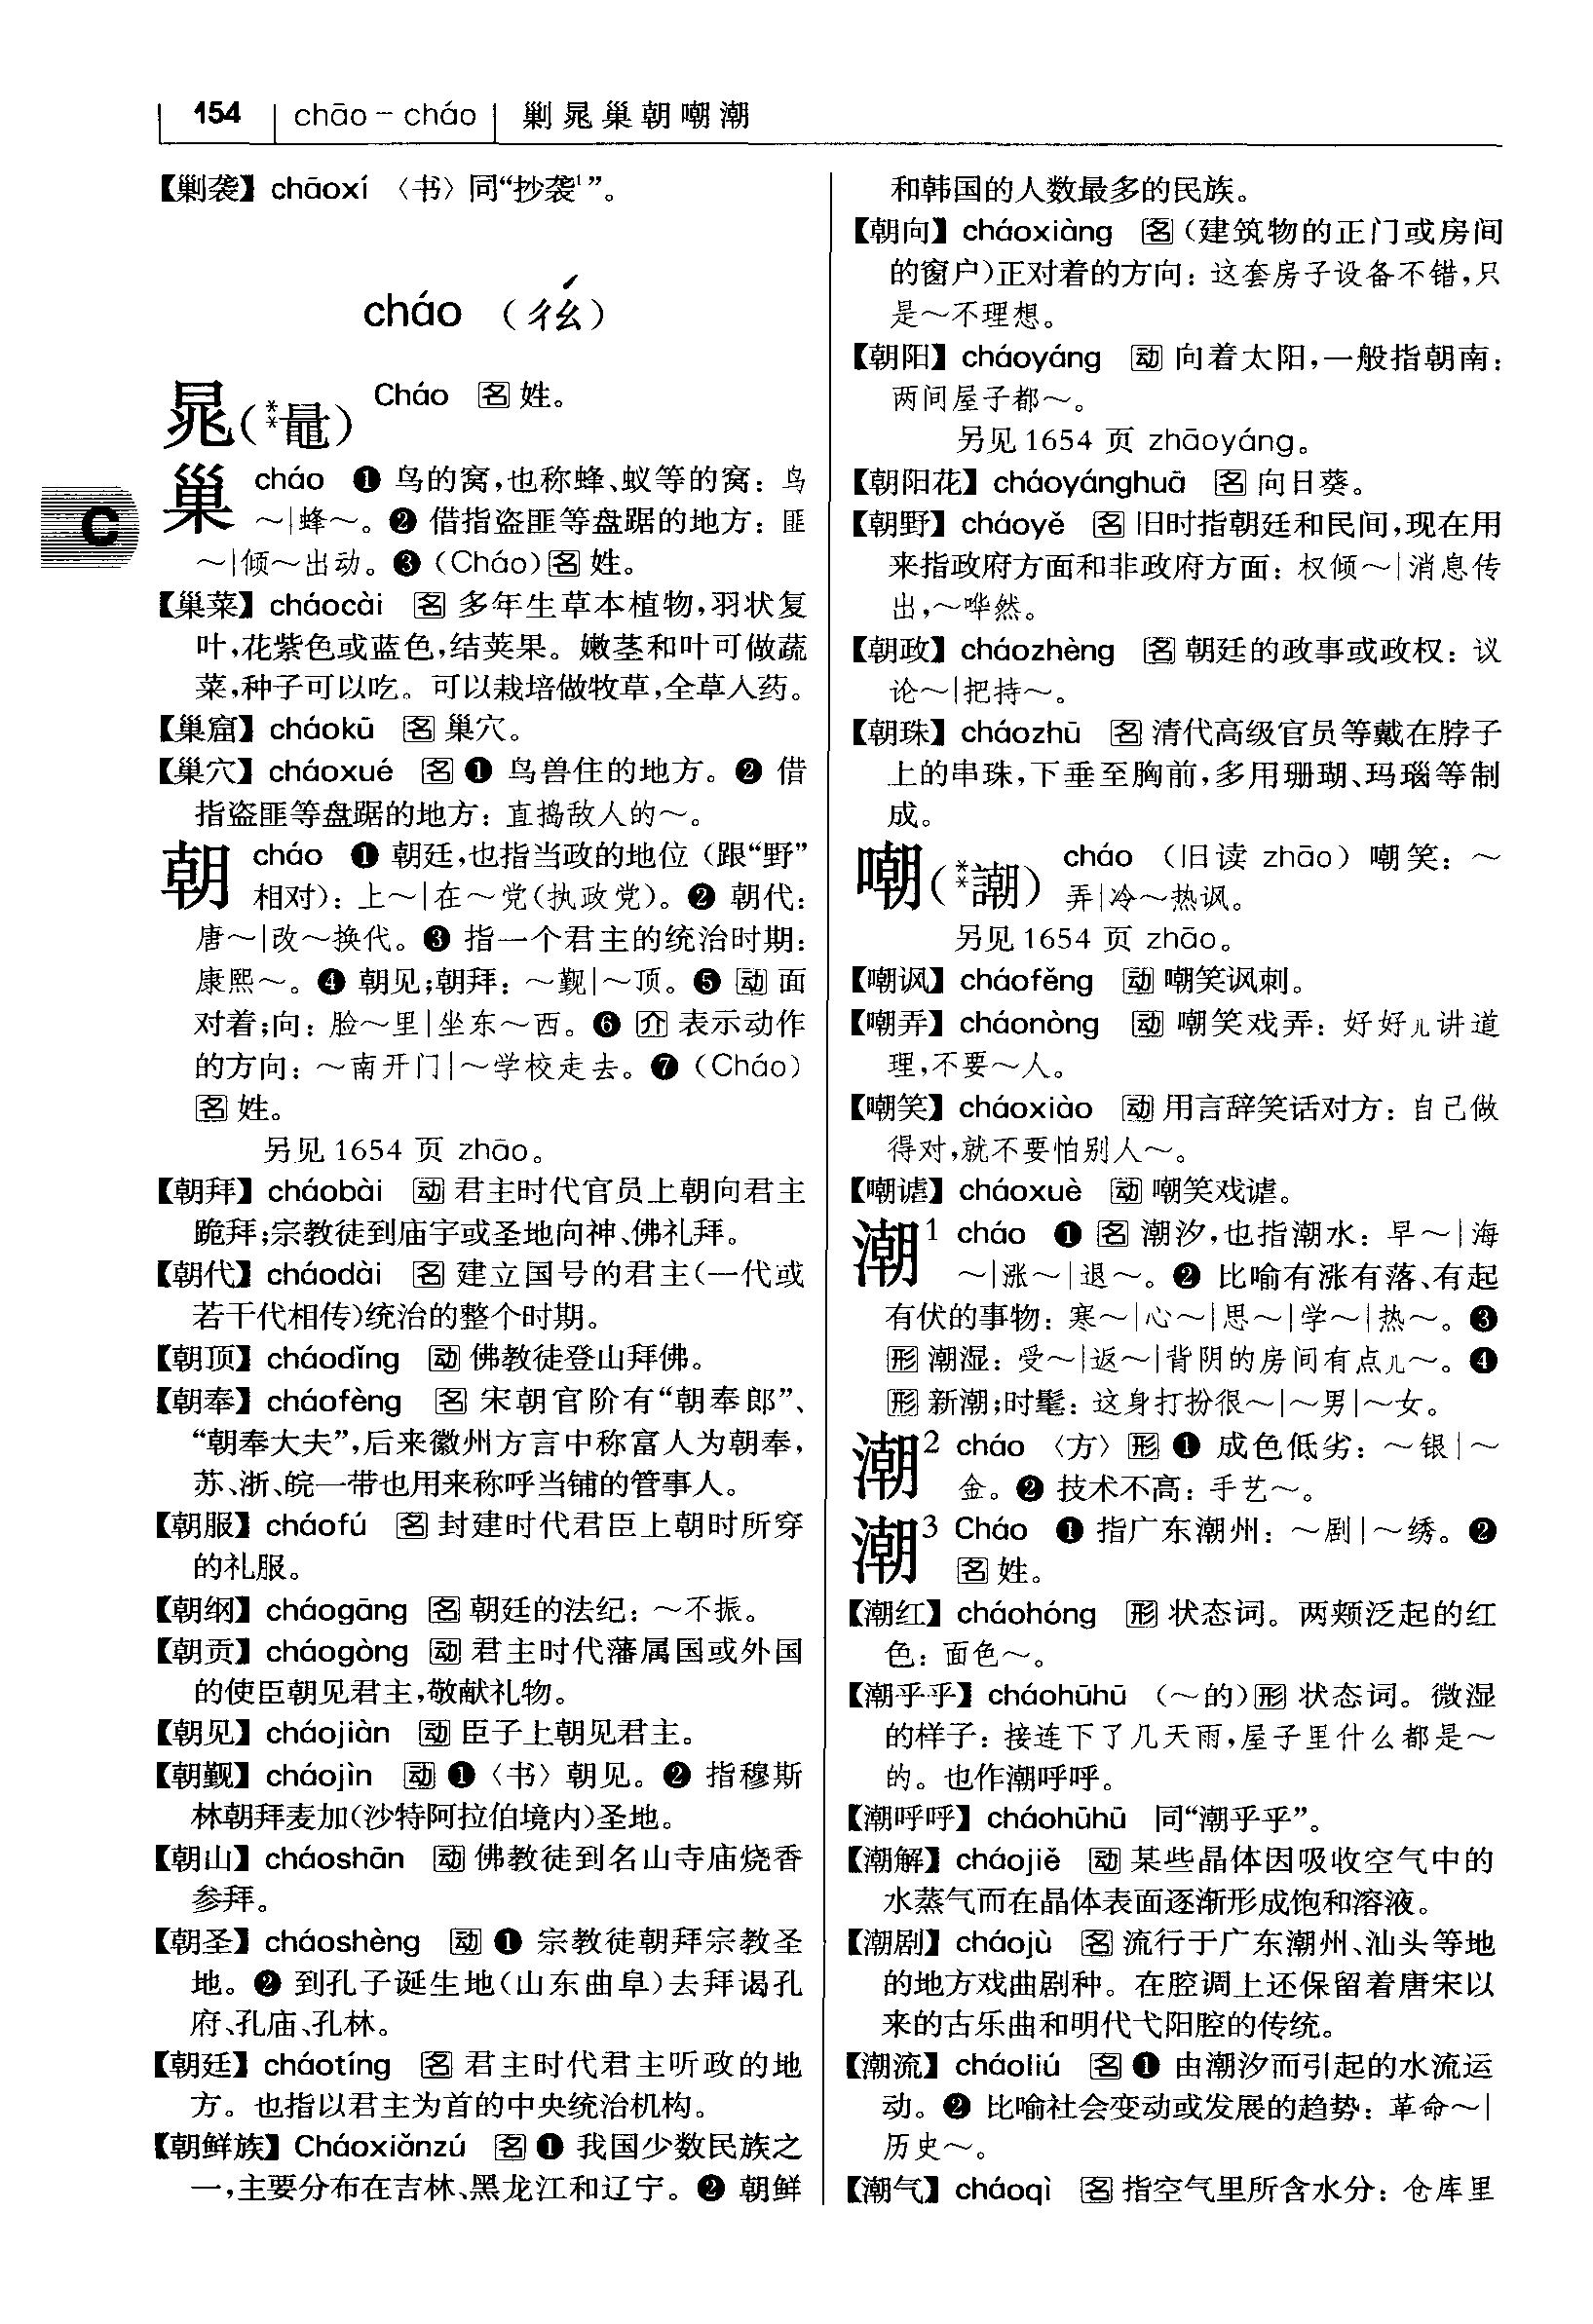 154 chāo－cháo 剿晁巢朝嘲潮
【剿袭】chāoxí 〈书〉同“抄袭¹”。
cháo （ㄔㄠˊ）
晁(**鼂) Cháo 名 姓。
巢 cháo ❶ 鸟的窝，也称蜂、蚁等的窝：鸟
～|蜂～。❷ 借指盗匪等盘踞的地方：匪
～|倾～出动。❸（Cháo）名 姓。
【巢菜】cháocài 名 多年生草本植物，羽状复
叶，花紫色或蓝色，结荚果。嫩茎和叶可做蔬
菜，种子可以吃。可以栽培做牧草，全草入药。
【巢窟】cháokū 名 巢穴。
【巢穴】cháoxué 名 ❶ 鸟兽住的地方。❷ 借
指盗匪等盘踞的地方：直捣敌人的～。
朝 cháo ❶ 朝廷，也指当政的地位（跟“野”
相对）：上～|在～党(执政党)。❷ 朝代：
唐～|改～换代。❸ 指一个君主的统治时期：
康熙～。❹ 朝见；朝拜：～觐|～顶。❺ 动 面
对着；向：脸～里|坐东～西。❻ 介 表示动作
的方向：～南开门|～学校走去。❼（Cháo）
名 姓。
另见1654 页 zhāo。
【朝拜】cháobài 动 君主时代官员上朝向君主
跪拜；宗教徒到庙宇或圣地向神、佛礼拜。
【朝代】cháodài 名 建立国号的君主(一代或
若干代相传)统治的整个时期。
【朝顶】cháodǐng 动 佛教徒登山拜佛。
【朝奉】cháofèng 名 宋朝官阶有“朝奉郎”、
“朝奉大夫”，后来徽州方言中称富人为朝奉，
苏、浙、皖一带也用来称呼当铺的管事人。
【朝服】cháofú 名 封建时代君臣上朝时所穿
的礼服。
【朝纲】cháogāng 名 朝廷的法纪：～不振。
【朝贡】cháogòng 动 君主时代藩属国或外国
的使臣朝见君主，敬献礼物。
【朝见】cháojiàn 动 臣子上朝见君主。
【朝觐】cháojìn 动 ❶〈书〉朝见。❷ 指穆斯
林朝拜麦加(沙特阿拉伯境内)圣地。
【朝山】cháoshān 动 佛教徒到名山寺庙烧香
参拜。
【朝圣】cháoshèng 动 ❶ 宗教徒朝拜宗教圣
地。❷ 到孔子诞生地(山东曲阜)去拜谒孔
府、孔庙、孔林。
【朝廷】cháotíng 名 君主时代君主听政的地
方。也指以君主为首的中央统治机构。
【朝鲜族】Cháoxiǎnzú 名 ❶ 我国少数民族之
一，主要分布在吉林、黑龙江和辽宁。❷ 朝鲜
和韩国的人数最多的民族。
【朝向】cháoxiàng 名（建筑物的正门或房间
的窗户)正对着的方向：这套房子设备不错，只
是～不理想。
【朝阳】cháoyáng 动 向着太阳，一般指朝南：
两间屋子都～。
另见1654 页 zhāoyáng。
【朝阳花】cháoyánghuā 名 向日葵。
【朝野】cháoyě 名 旧时指朝廷和民间，现在用
来指政府方面和非政府方面：权倾～|消息传
出，～哗然。
【朝政】cháozhèng 名 朝廷的政事或政权：议
论～|把持～。
【朝珠】cháozhū 名 清代高级官员等戴在脖子
上的串珠，下垂至胸前，多用珊瑚、玛瑙等制
成。
嘲(**謿) cháo （旧读 zhāo）嘲笑：～
弄|冷～热讽。
另见1654 页 zhāo。
【嘲讽】cháofěng 动 嘲笑讽刺。
【嘲弄】cháonòng 动 嘲笑戏弄：好好儿讲道
理，不要～人。
【嘲笑】cháoxiào 动 用言辞笑话对方：自己做
得对，就不要怕别人～。
【嘲谑】cháoxuè 动 嘲笑戏谑。
潮¹ cháo ❶ 名 潮汐，也指潮水：早～|海
～|涨～|退～。❷ 比喻有涨有落、有起
有伏的事物：寒～|心～|思～|学～|热～。❸
形 潮湿：受～|返～|背阴的房间有点儿～。❹
形 新潮；时髦：这身打扮很～|～男|～女。
潮² cháo 〈方〉形 ❶ 成色低劣：～银|～
金。❷ 技术不高：手艺～。
潮³ Cháo ❶ 指广东潮州：～剧|～绣。❷
名 姓。
【潮红】cháohóng 形 状态词。两颊泛起的红
色：面色～。
【潮乎乎】cháohūhū （～的)形 状态词。微湿
的样子：接连下了几天雨，屋子里什么都是～
的。也作潮呼呼。
【潮呼呼】cháohūhū 同“潮乎乎”。
【潮解】cháojiě 动 某些晶体因吸收空气中的
水蒸气而在晶体表面逐渐形成饱和溶液。
【潮剧】cháojù 名 流行于广东潮州、汕头等地
的地方戏曲剧种。在腔调上还保留着唐宋以
来的古乐曲和明代弋阳腔的传统。
【潮流】cháoliú 名 ❶ 由潮汐而引起的水流运
动。❷ 比喻社会变动或发展的趋势：革命～|
历史～。
【潮气】cháoqì 名 指空气里所含水分：仓库里
C